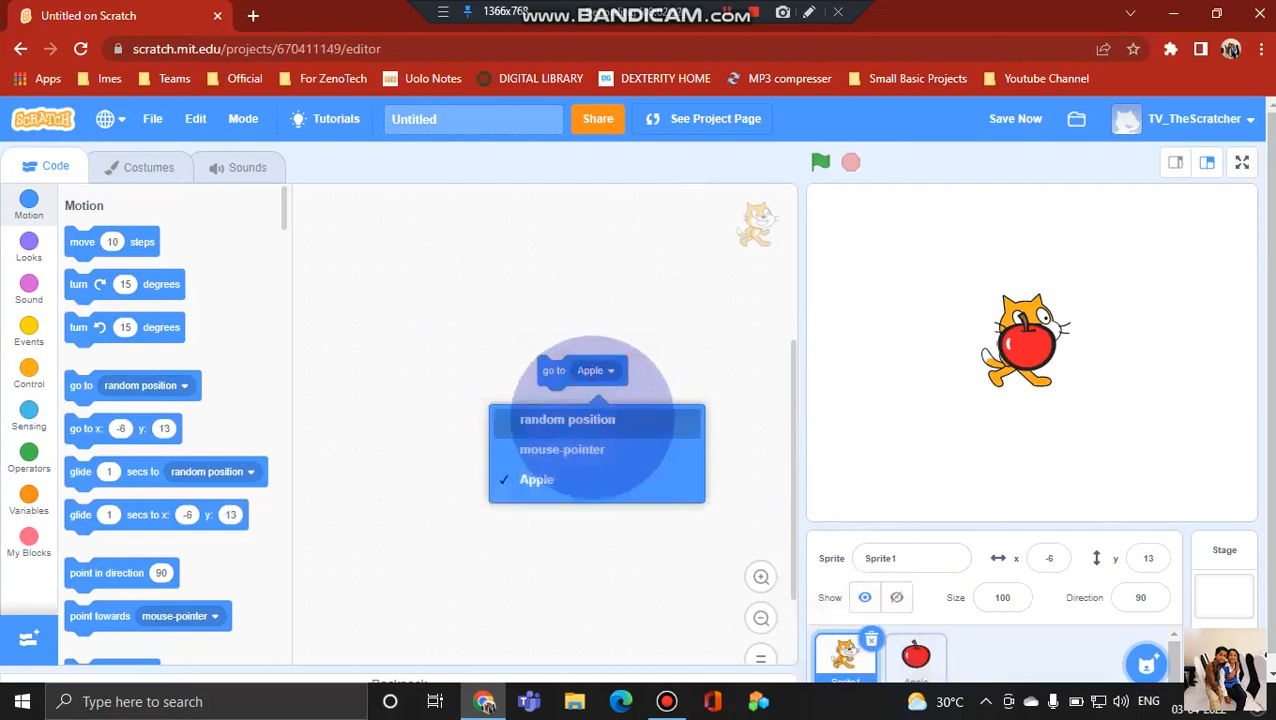 Untitled on Scratch
1366x768
www.BANDICAM.com
scratch.mit.edu/projects/670411149/editor
Apps
Imes
Teams
Official
For ZenoTech
Uolo Notes
DIGITAL LIBRARY
DEXTERITY HOME
MP3 compresser
Small Basic Projects
Youtube Channel
SCRATCH
File
Edit
Mode
Tutorials
Untitled
Share
See Project Page
Save Now
TV_TheScratcher
Code
Costumes
Sounds
Motion
Looks
Sound
Events
Control
Sensing
Operators
Variables
My Blocks
Motion
move 10 steps
turn 15 degrees
turn 15 degrees
go to random position
go to x: -6 y: 13
glide 1 secs to random position
glide 1 secs to x: -6 y: 13
point in direction 90
point towards mouse-pointer
go to Apple
random position
mouse-pointer
✓ Apple
Sprite Sprite1 x -6 y 13
Show Size 100 Direction 90
Stage
Sprite1
Apple
Type here to search
30°C
ENG